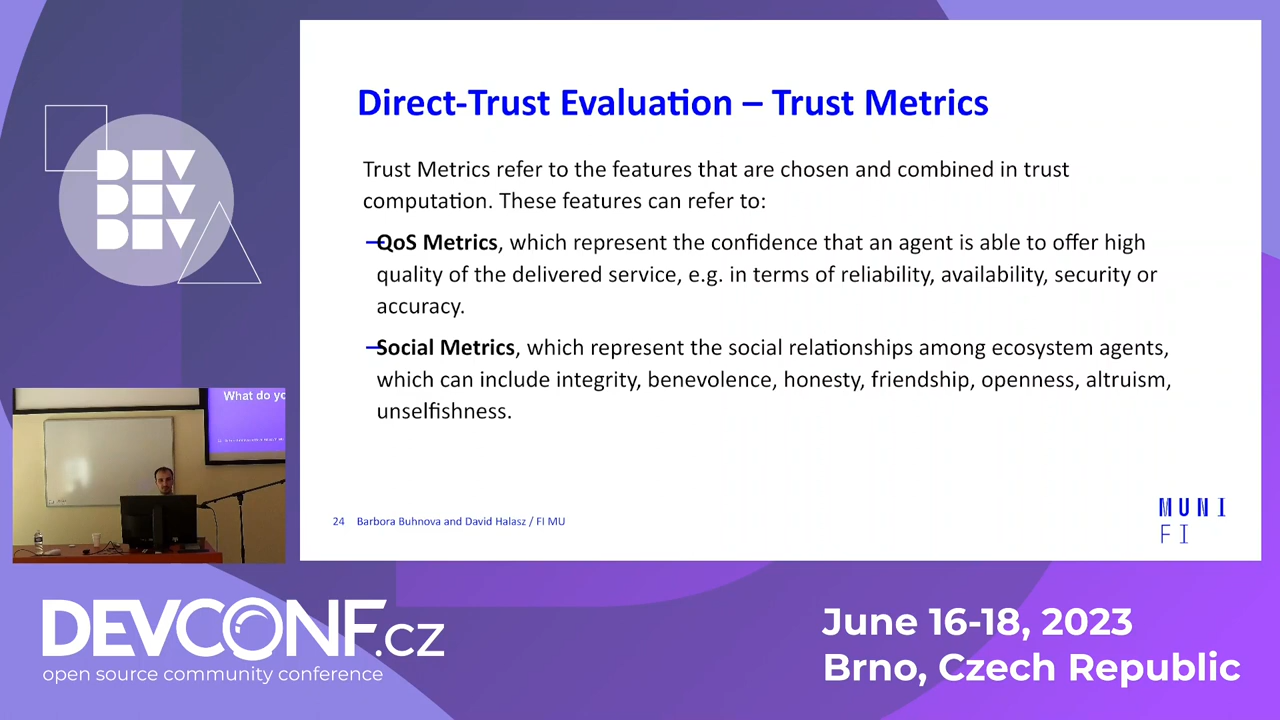 Direct-Trust Evaluation – Trust Metrics
Trust Metrics refer to the features that are chosen and combined in trust
computation. These features can refer to:
–QoS Metrics, which represent the confidence that an agent is able to offer high
quality of the delivered service, e.g. in terms of reliability, availability, security or
accuracy.
–Social Metrics, which represent the social relationships among ecosystem agents,
which can include integrity, benevolence, honesty, friendship, openness, altruism,
unselfishness.
24 Barbora Buhnova and David Halasz / FI MU
MUNI
FI
DEV
DEV
DEV
What do yo
DEVCONF.cz
open source community conference
June 16-18, 2023
Brno, Czech Republic